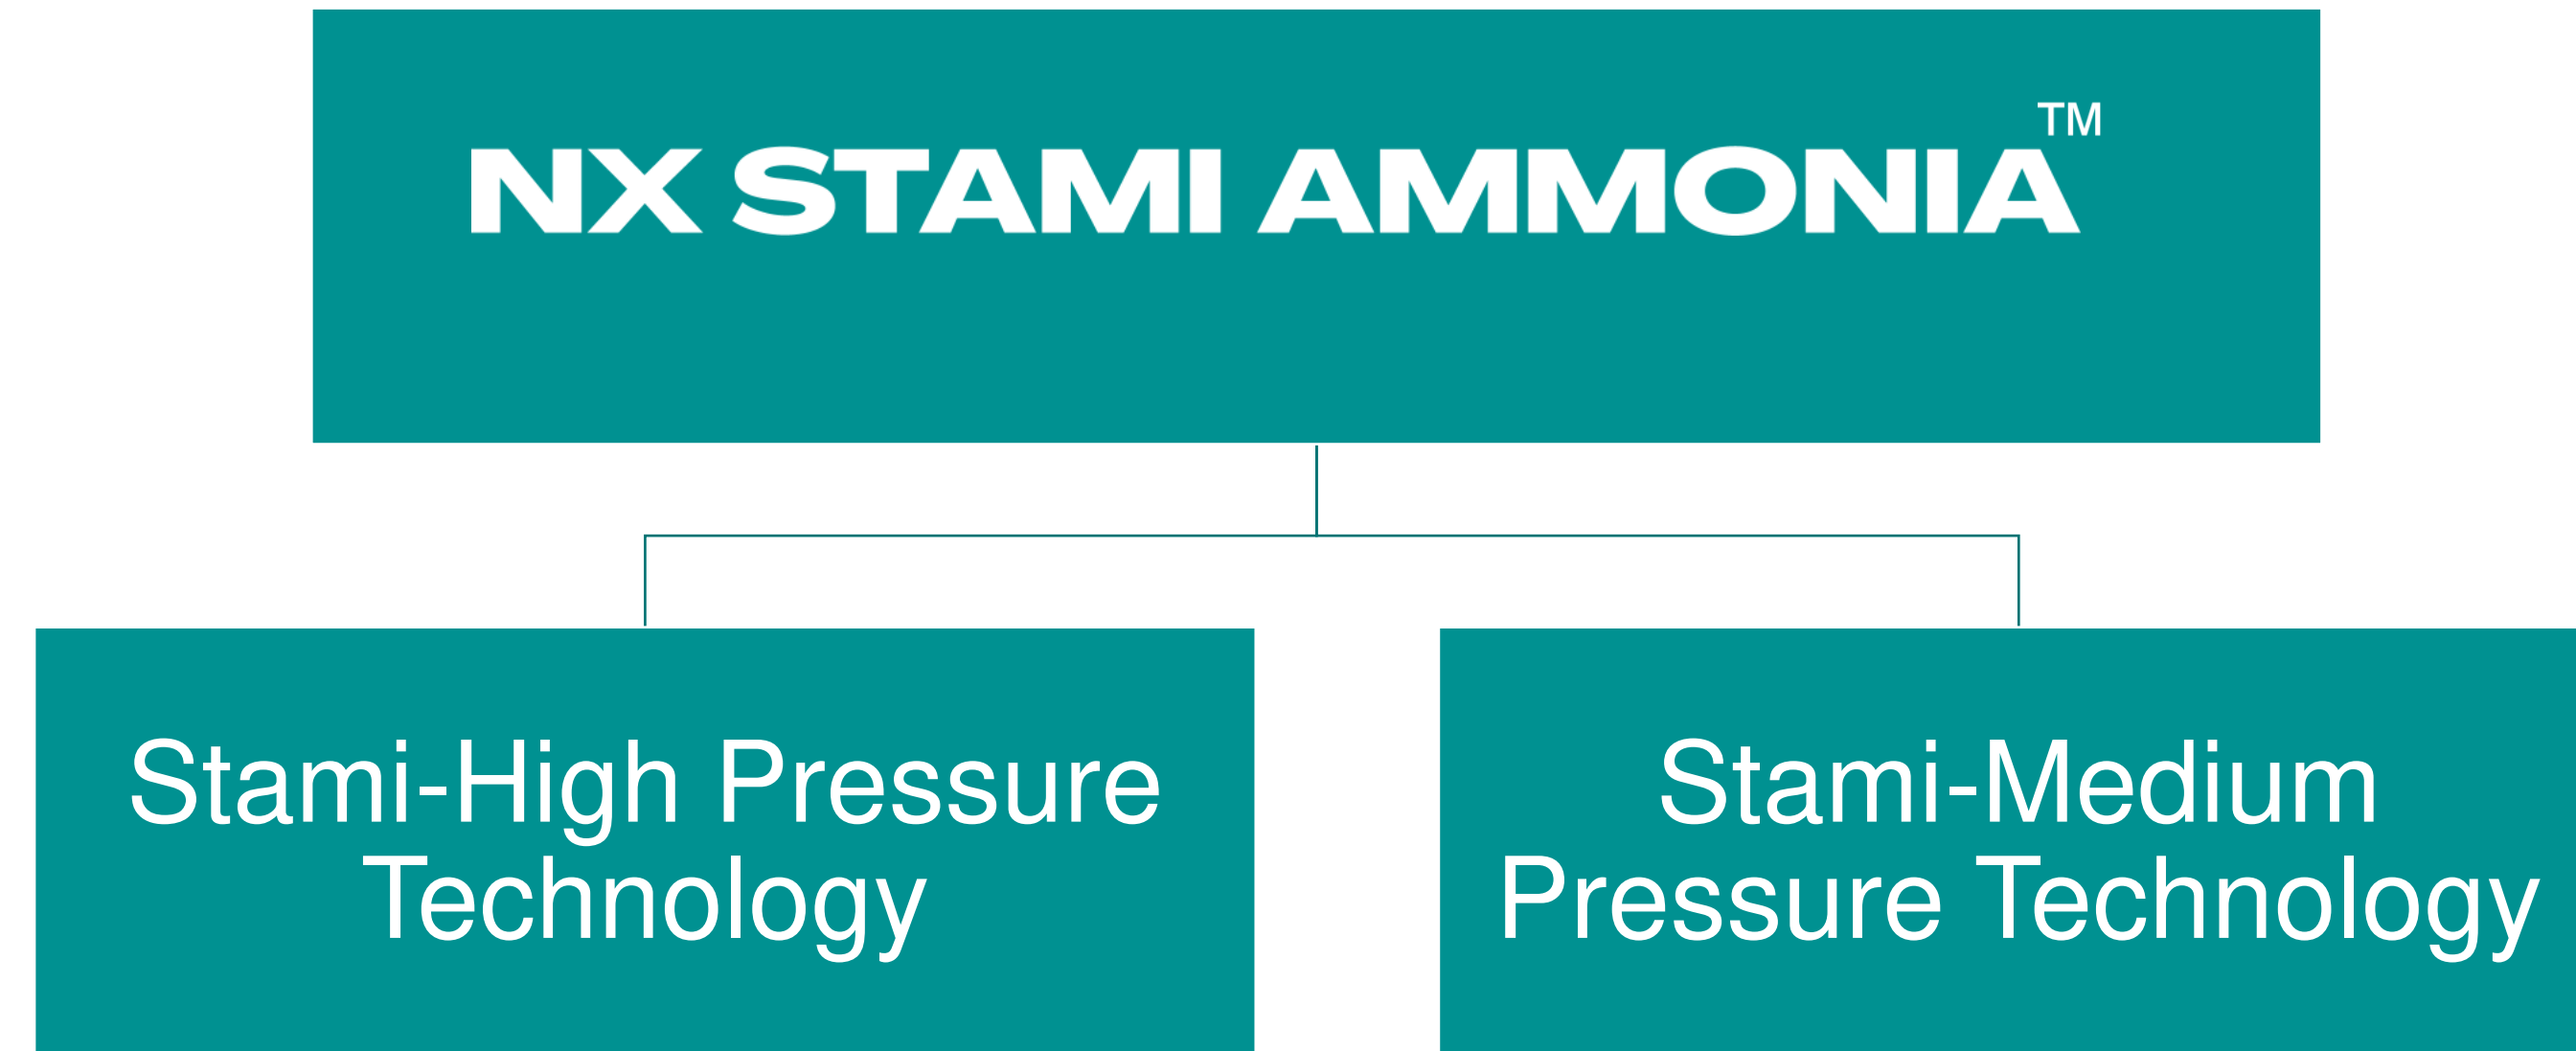 NX STAMI AMMONIA™
Stami-High Pressure
Technology
Stami-Medium
Pressure Technology